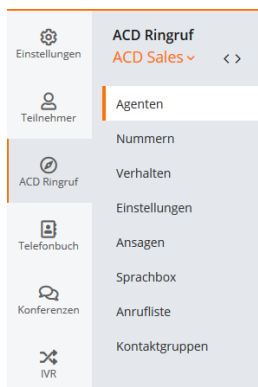 Einstellungen
Teilnehmer
ACD Ringruf
Telefonbuch
Konferenzen
IVR
ACD Ringruf
ACD Sales
Agenten
Nummern
Verhalten
Einstellungen
Ansagen
Sprachbox
Anrufliste
Kontaktgruppen